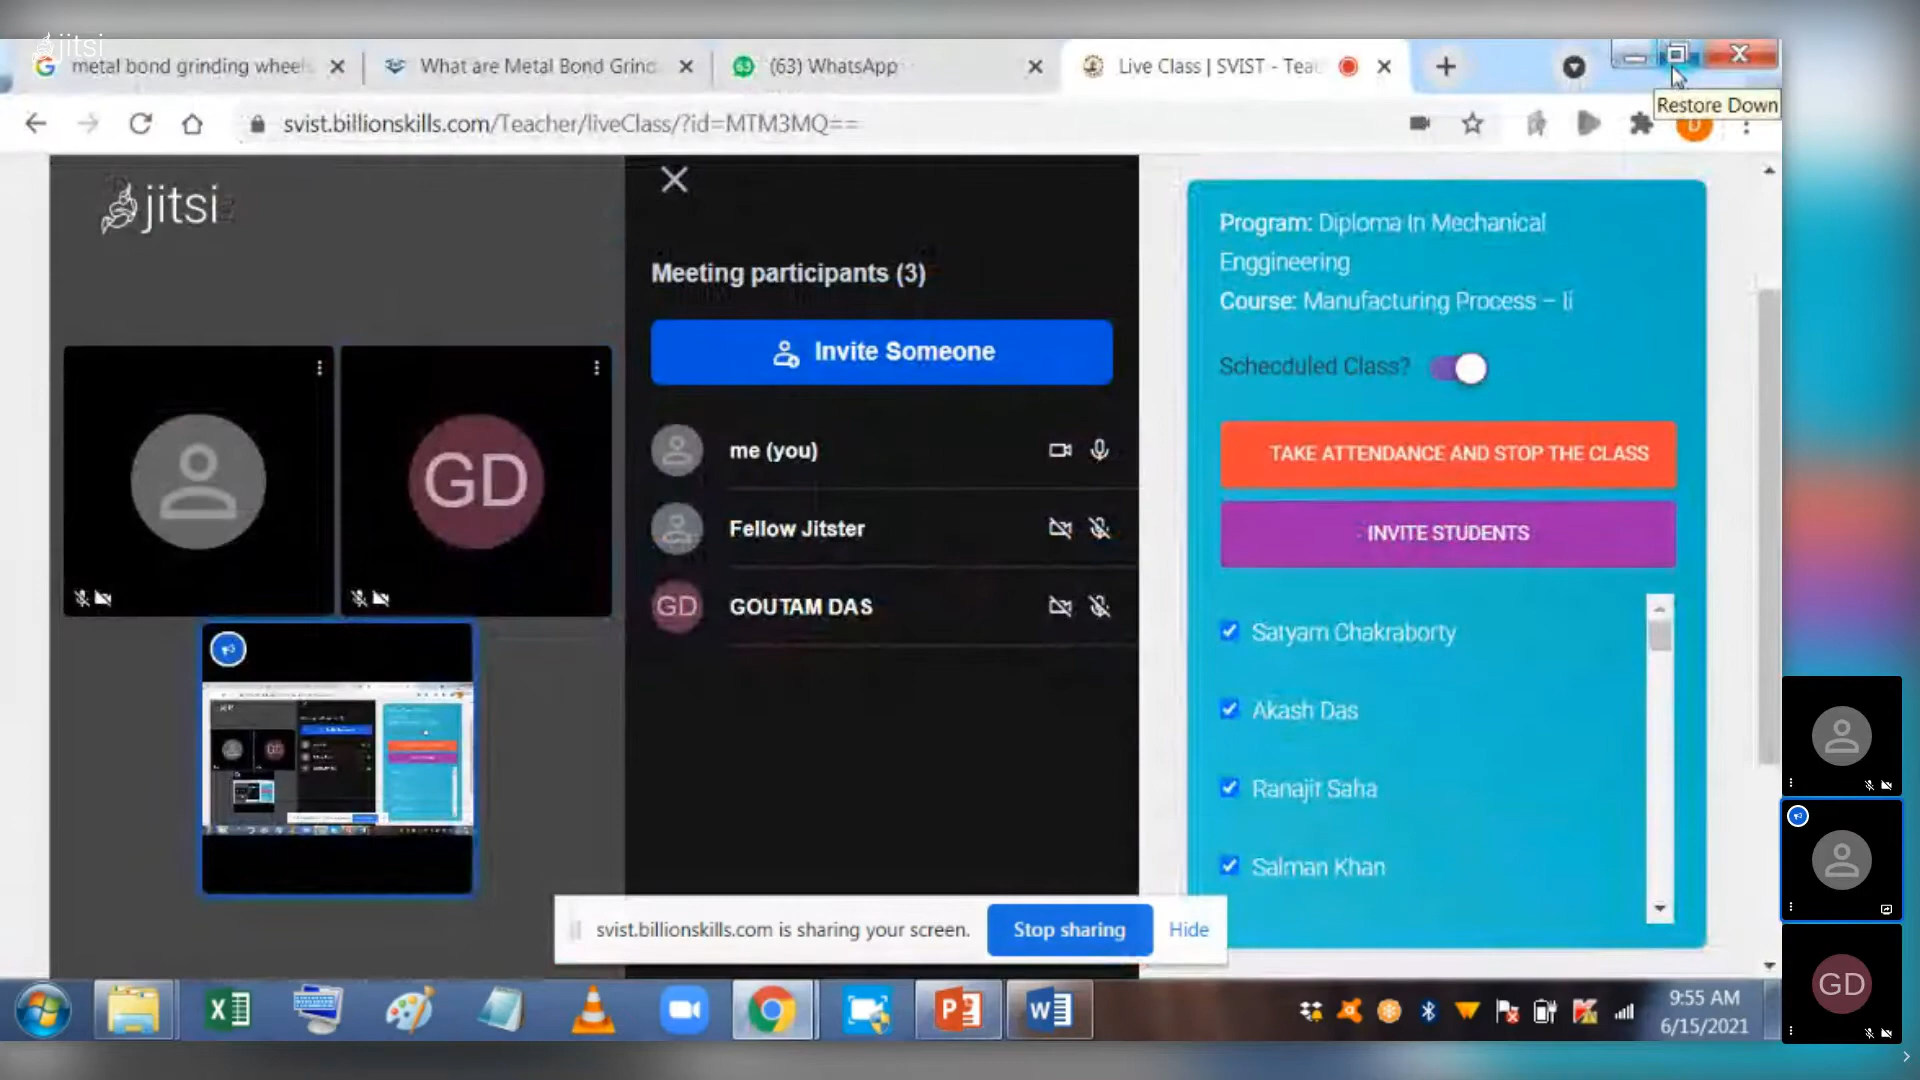 jitsi
metal bond grinding wheel
What are Metal Bond Grin
(63) WhatsApp
Live Class | SVIST - Tea
Restore Down
svist.billionskills.com/Teacher/liveClass/?id=MTM3MQ==
jitsi
Meeting participants (3)
Invite Someone
me (you)
Fellow Jitster
GD GOUTAM DAS
GD
Program: Diploma In Mechanical
Enggineering
Course: Manufacturing Process – Ii
Schecduled Class?
TAKE ATTENDANCE AND STOP THE CLASS
INVITE STUDENTS
Satyam Chakraborty
Akash Das
Ranajit Saha
Salman Khan
svist.billionskills.com is sharing your screen.
Stop sharing
Hide
GD
9:55 AM
6/15/2021